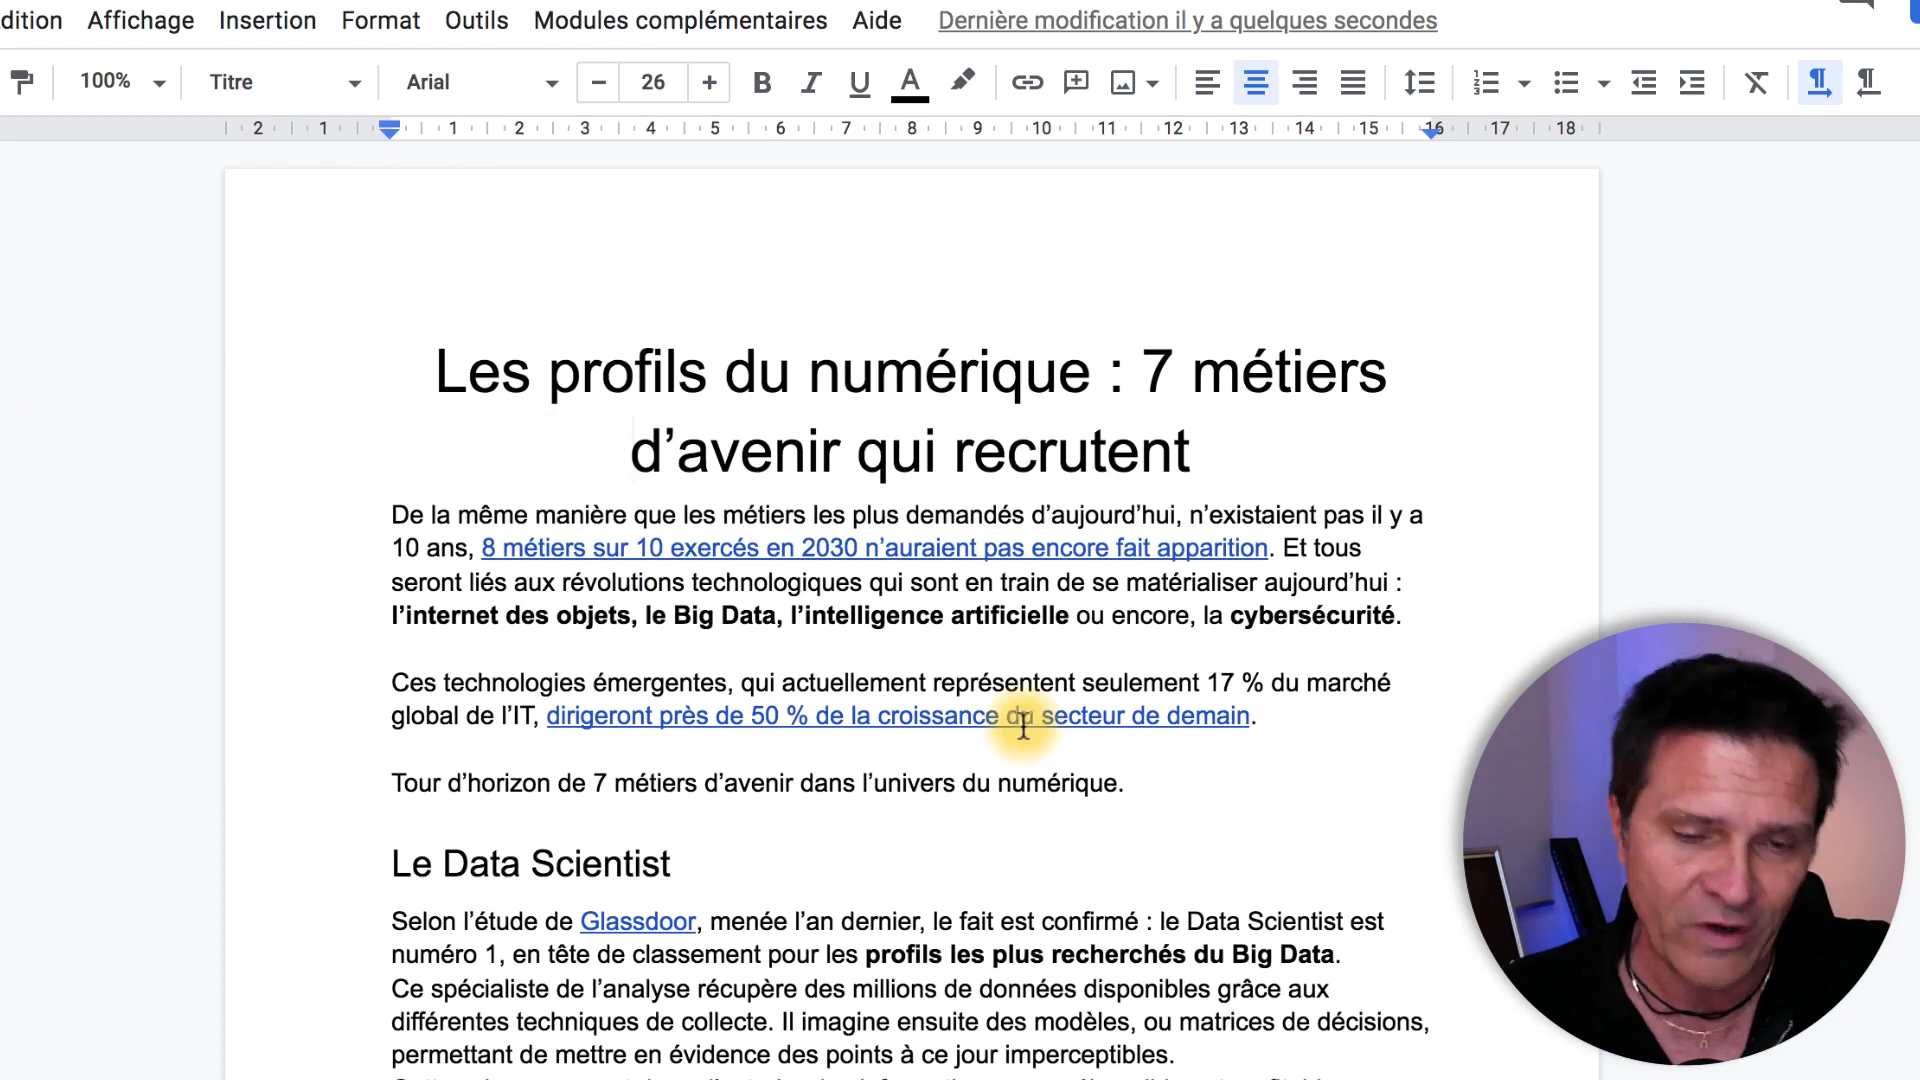 dition Affichage Insertion Format Outils Modules complémentaires Aide Dernière modification il y a quelques secondes
100% Titre Arial − 26 + B I U A
2 1 1 2 3 4 5 6 7 8 9 10 11 12 13 14 15 16 17 18
Les profils du numérique : 7 métiers
d’avenir qui recrutent
De la même manière que les métiers les plus demandés d’aujourd’hui, n’existaient pas il y a
10 ans, 8 métiers sur 10 exercés en 2030 n’auraient pas encore fait apparition. Et tous
seront liés aux révolutions technologiques qui sont en train de se matérialiser aujourd’hui :
l’internet des objets, le Big Data, l’intelligence artificielle ou encore, la cybersécurité.
Ces technologies émergentes, qui actuellement représentent seulement 17 % du marché
global de l’IT, dirigeront près de 50 % de la croissance du secteur de demain.
Tour d’horizon de 7 métiers d’avenir dans l’univers du numérique.
Le Data Scientist
Selon l’étude de Glassdoor, menée l’an dernier, le fait est confirmé : le Data Scientist est
numéro 1, en tête de classement pour les profils les plus recherchés du Big Data.
Ce spécialiste de l’analyse récupère des millions de données disponibles grâce aux
différentes techniques de collecte. Il imagine ensuite des modèles, ou matrices de décisions,
permettant de mettre en évidence des points à ce jour imperceptibles.